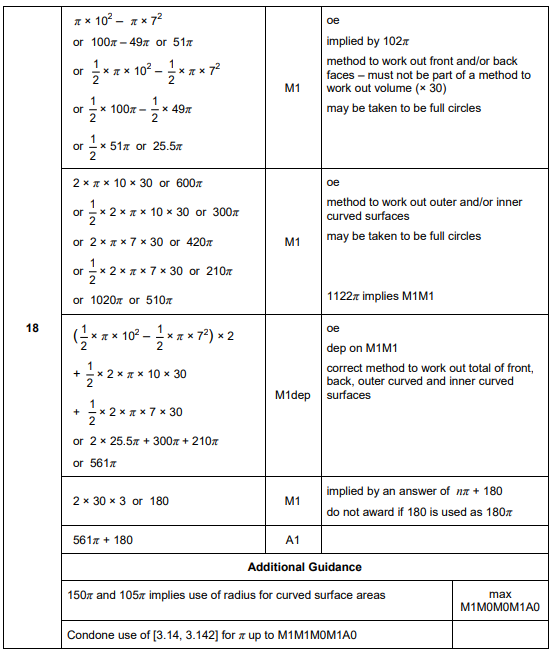 π × 10² – π × 7²
or 100π – 49π or 51π
or 1/2 × π × 10² – 1/2 × π × 7²
or 1/2 × 100π – 1/2 × 49π
or 1/2 × 51π or 25.5π
M1
oe
implied by 102π
method to work out front and/or back
faces – must not be part of a method to
work out volume (× 30)
may be taken to be full circles
2 × π × 10 × 30 or 600π
or 1/2 × 2 × π × 10 × 30 or 300π
or 2 × π × 7 × 30 or 420π
or 1/2 × 2 × π × 7 × 30 or 210π
or 1020π or 510π
M1
oe
method to work out outer and/or inner
curved surfaces
may be taken to be full circles
1122π implies M1M1
18
(1/2 × π × 10² – 1/2 × π × 7²) × 2
+ 1/2 × 2 × π × 10 × 30
+ 1/2 × 2 × π × 7 × 30
or 2 × 25.5π + 300π + 210π
or 561π
M1dep
oe
dep on M1M1
correct method to work out total of front,
back, outer curved and inner curved
surfaces
2 × 30 × 3 or 180
M1
implied by an answer of nπ + 180
do not award if 180 is used as 180π
561π + 180
A1
Additional Guidance
150π and 105π implies use of radius for curved surface areas
max
M1M0M0M1A0
Condone use of [3.14, 3.142] for π up to M1M1M0M1A0